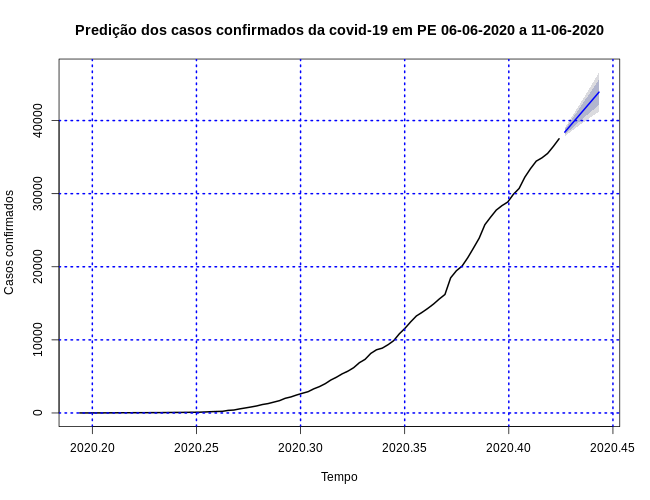 Predição dos casos confirmados da covid-19 em PE 06-06-2020 a 11-06-2020
Casos confirmados
40000
30000
20000
10000
0
2020.20 2020.25 2020.30 2020.35 2020.40 2020.45
Tempo